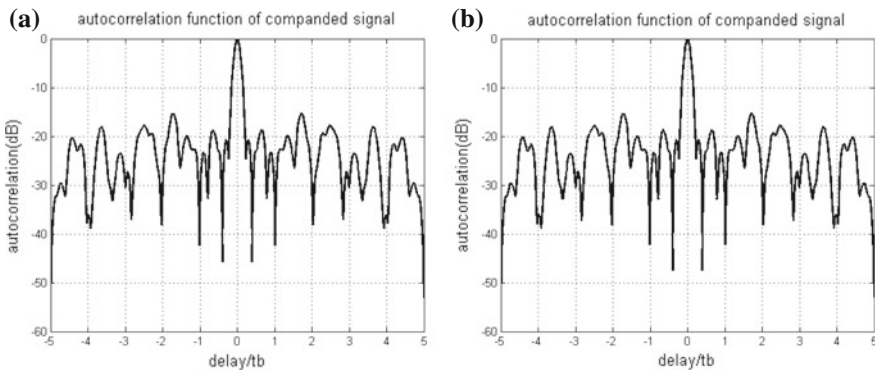 (a)
autocorrelation function of companded signal
0
-10
-20
-30
-40
-50
-60
autocorrelation(dB)
-5 -4 -3 -2 -1 0 1 2 3 4 5
delay/tb
(b)
autocorrelation function of companded signal
0
-10
-20
-30
-40
-50
-60
autocorrelation(dB)
-5 -4 -3 -2 -1 0 1 2 3 4 5
delay/tb